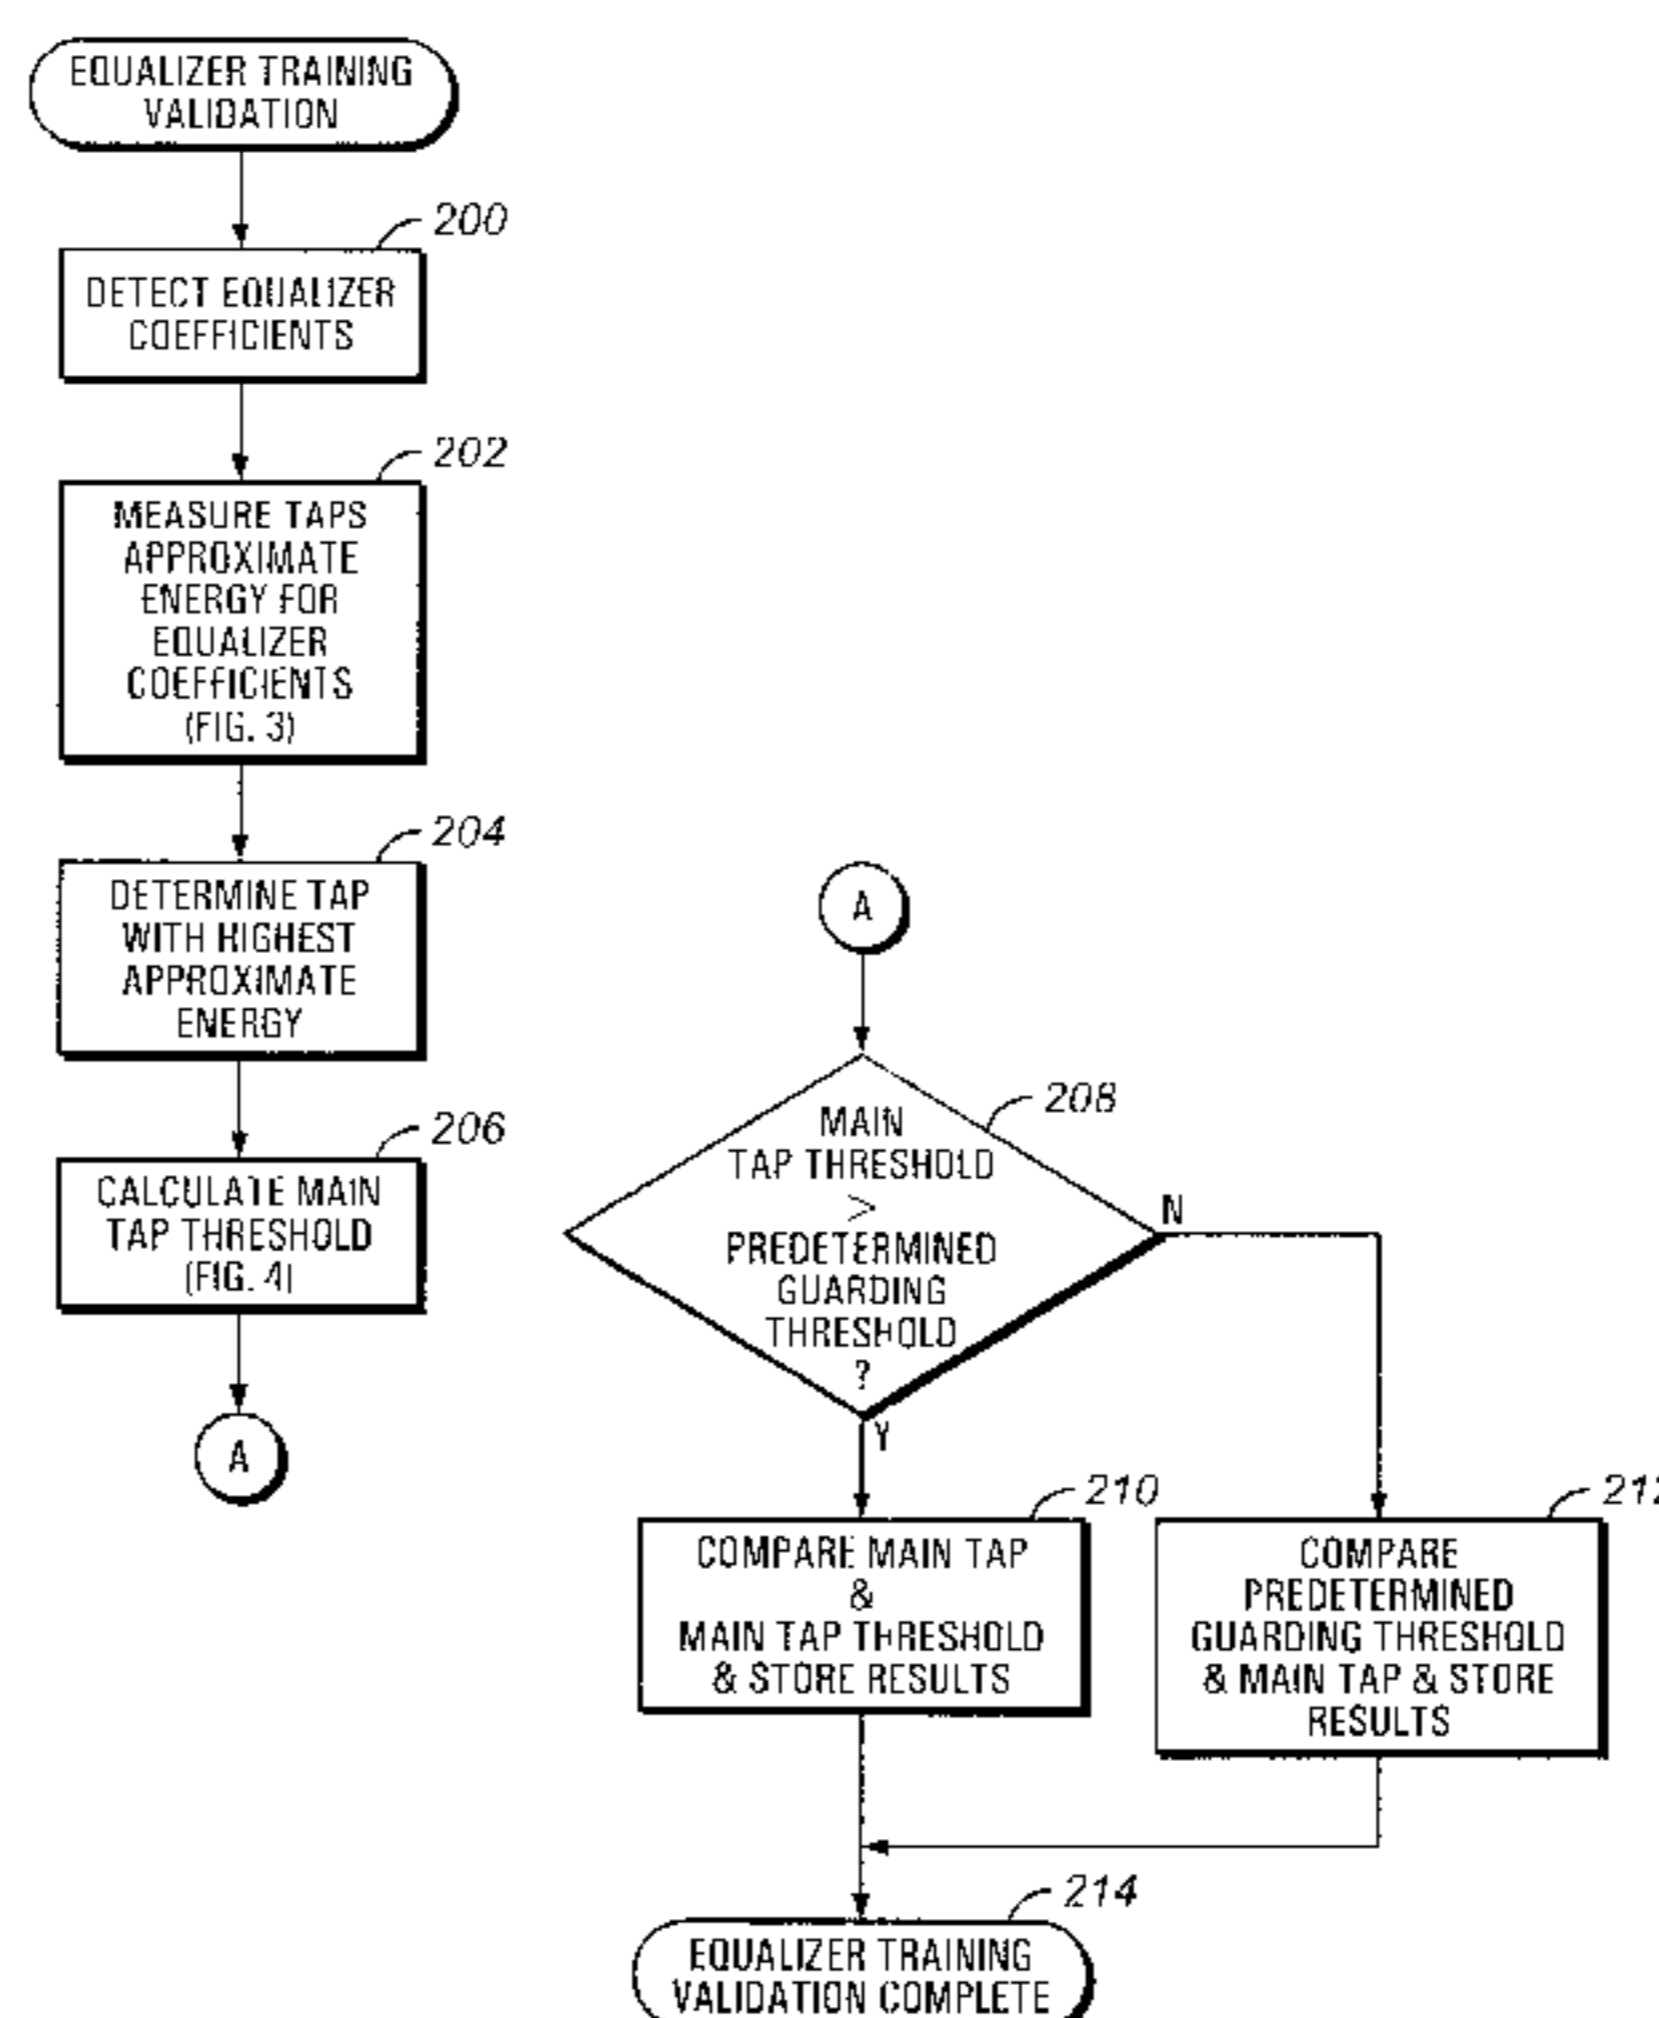 EQUALIZER TRAINING
VALIDATION
200
DETECT EQUALIZER
COEFFICIENTS
202
MEASURE TAPS
APPROXIMATE
ENERGY FOR
EQUALIZER
COEFFICIENTS
(FIG. 3)
204
DETERMINE TAP
WITH HIGHEST
APPROXIMATE
ENERGY
206
CALCULATE MAIN
TAP THRESHOLD
(FIG. 4)
A
A
208
MAIN
TAP THRESHOLD
>
PREDETERMINED
GUARDING
THRESHOLD
?
N
Y
210
COMPARE MAIN TAP
&
MAIN TAP THRESHOLD
& STORE RESULTS
212
COMPARE
PREDETERMINED
GUARDING THRESHOLD
& MAIN TAP & STORE
RESULTS
214
EQUALIZER TRAINING
VALIDATION COMPLETE